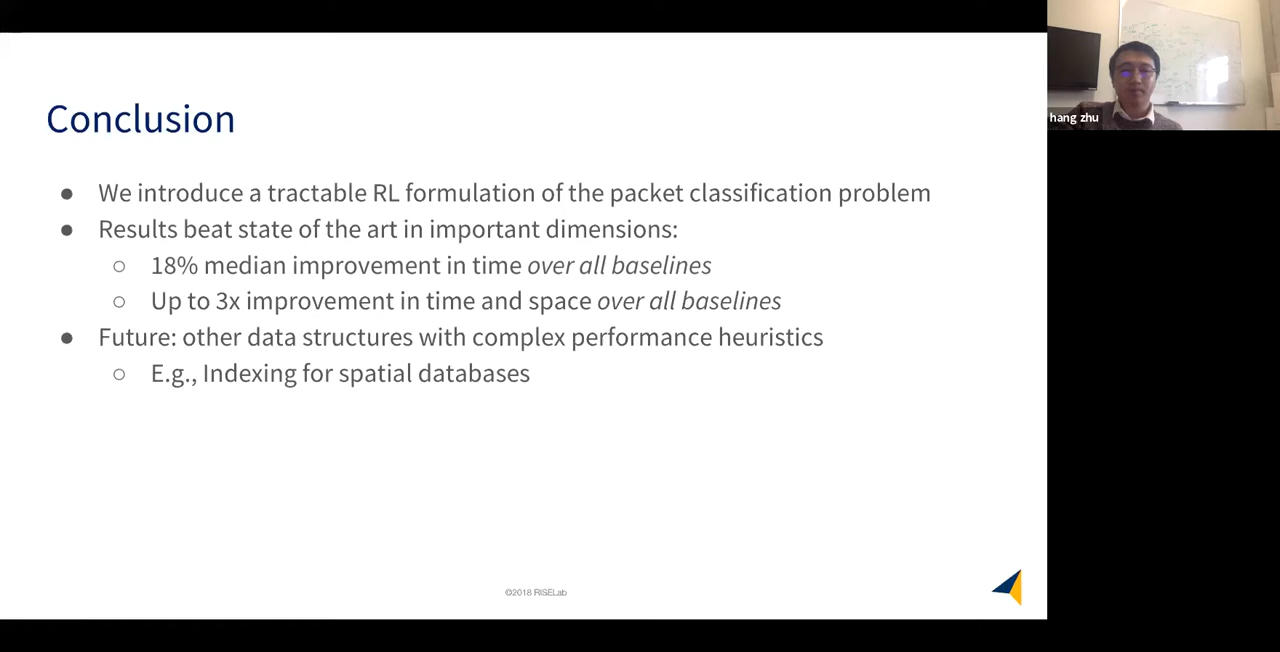 Conclusion
● We introduce a tractable RL formulation of the packet classification problem
● Results beat state of the art in important dimensions:
○ 18% median improvement in time over all baselines
○ Up to 3x improvement in time and space over all baselines
● Future: other data structures with complex performance heuristics
○ E.g., Indexing for spatial databases
©2018 RISELab
hang zhu